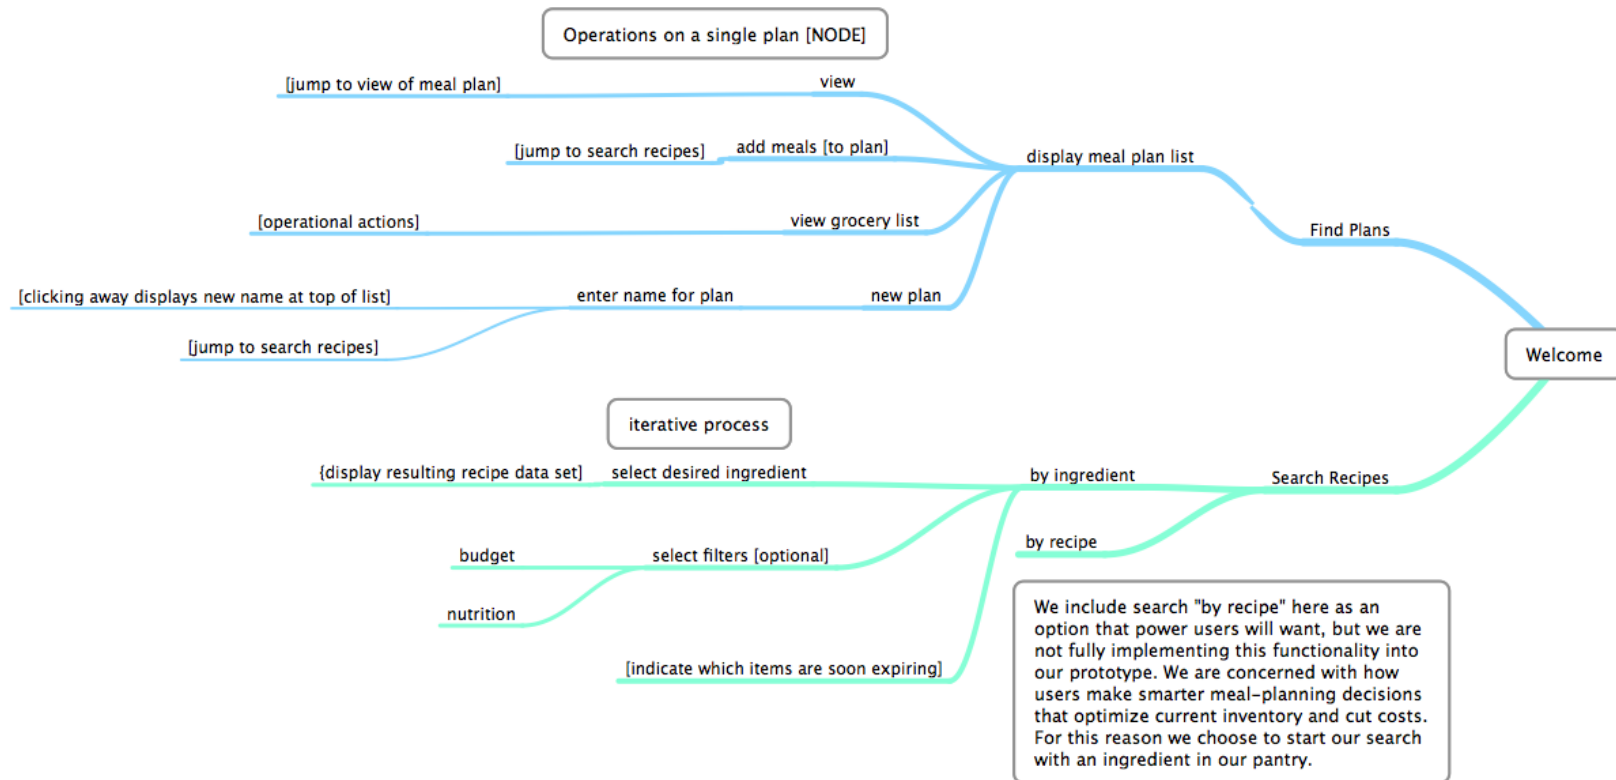 Operations on a single plan [NODE]
[jump to view of meal plan]
view
[jump to search recipes]
add meals [to plan]
display meal plan list
[operational actions]
view grocery list
Find Plans
[clicking away displays new name at top of list]
enter name for plan
new plan
[jump to search recipes]
Welcome
iterative process
{display resulting recipe data set]
select desired ingredient
by ingredient
Search Recipes
by recipe
budget
select filters [optional]
nutrition
[indicate which items are soon expiring]
We include search "by recipe" here as an
option that power users will want, but we are
not fully implementing this functionality into
our prototype. We are concerned with how
users make smarter meal-planning decisions
that optimize current inventory and cut costs.
For this reason we choose to start our search
with an ingredient in our pantry.